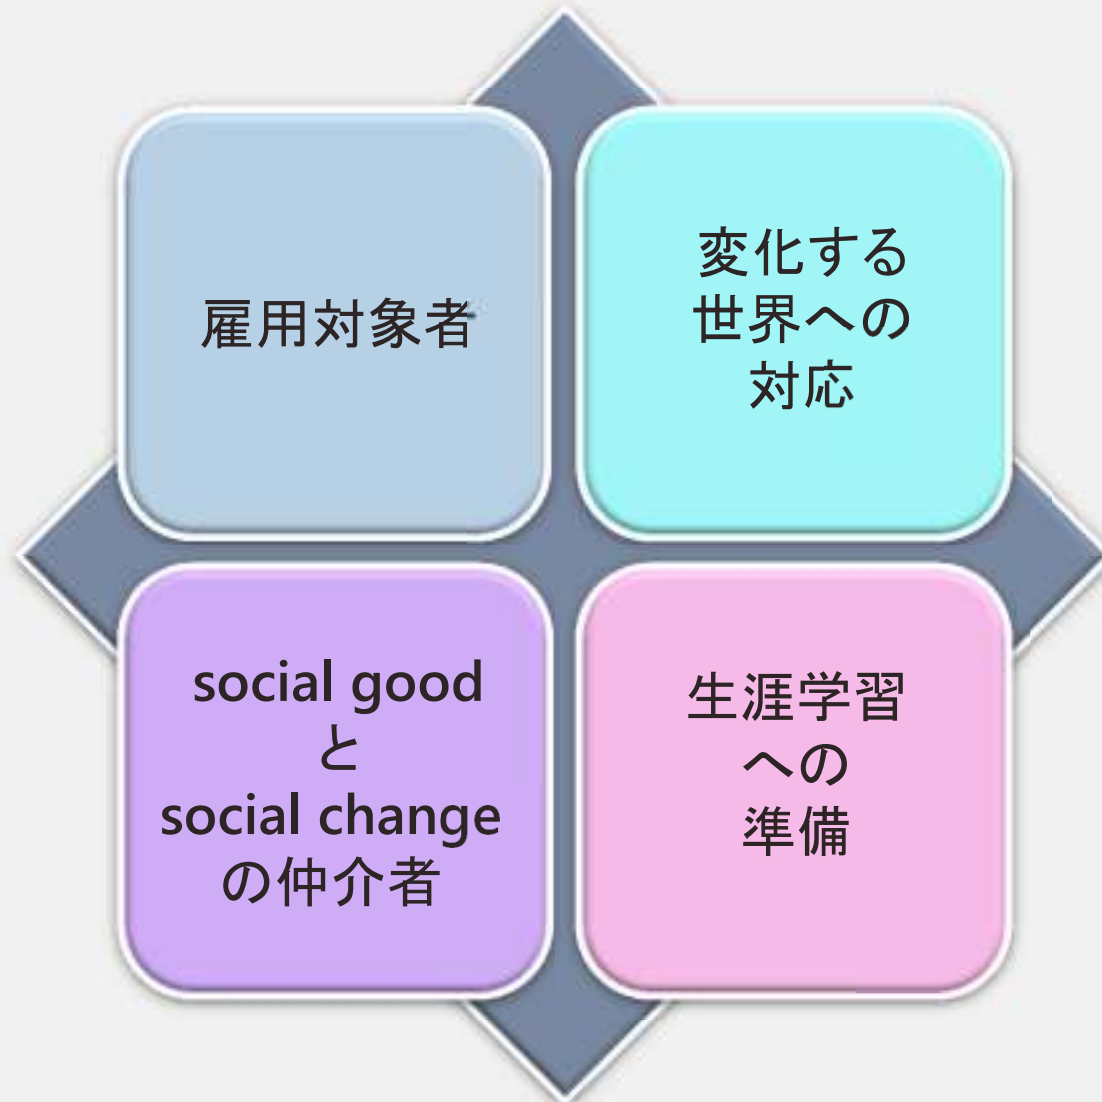 雇用対象者
変化する
世界への
対応
social good
と
social change
の仲介者
生涯学習
への
準備